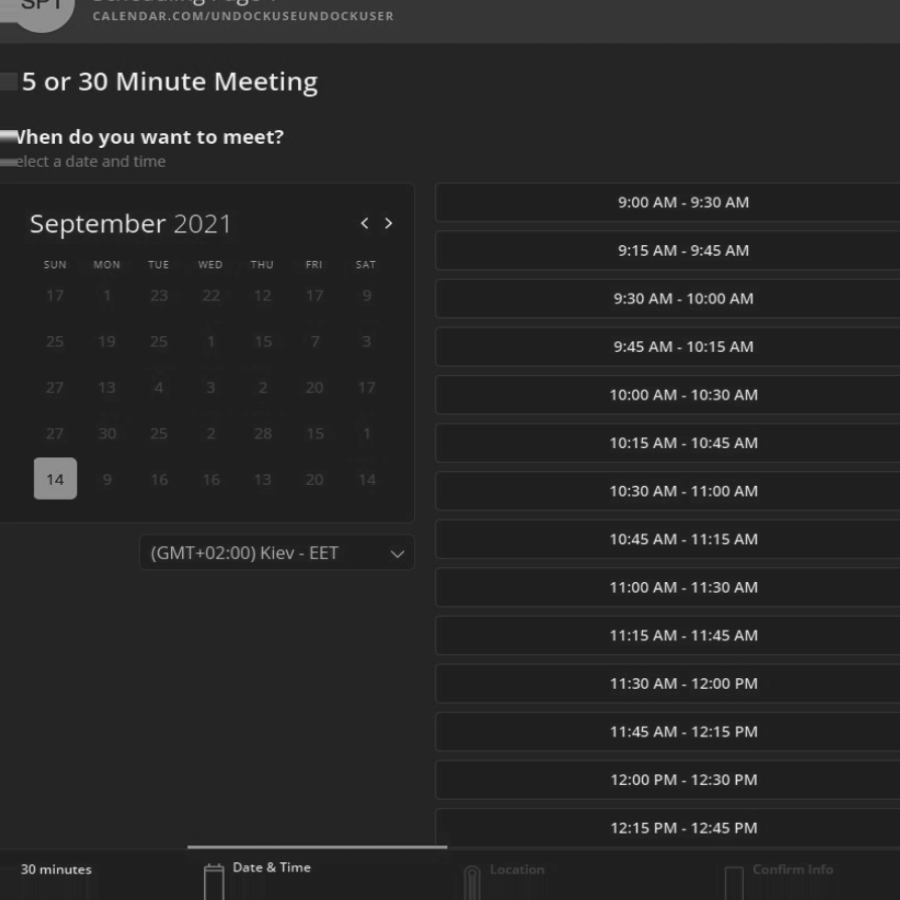 SPT
CALENDAR.COM/UNDOCKUSEUNDOCKUSER
5 or 30 Minute Meeting
When do you want to meet?
elect a date and time
September 2021
SUN MON TUE WED THU FRI SAT
17 1 23 22 12 17 9
25 19 25 1 15 7 3
27 13 4 3 2 20 17
27 30 25 2 28 15 1
14 9 16 16 13 20 14
(GMT+02:00) Kiev - EET
9:00 AM - 9:30 AM
9:15 AM - 9:45 AM
9:30 AM - 10:00 AM
9:45 AM - 10:15 AM
10:00 AM - 10:30 AM
10:15 AM - 10:45 AM
10:30 AM - 11:00 AM
10:45 AM - 11:15 AM
11:00 AM - 11:30 AM
11:15 AM - 11:45 AM
11:30 AM - 12:00 PM
11:45 AM - 12:15 PM
12:00 PM - 12:30 PM
12:15 PM - 12:45 PM
30 minutes
Date & Time
Location
Confirm Info